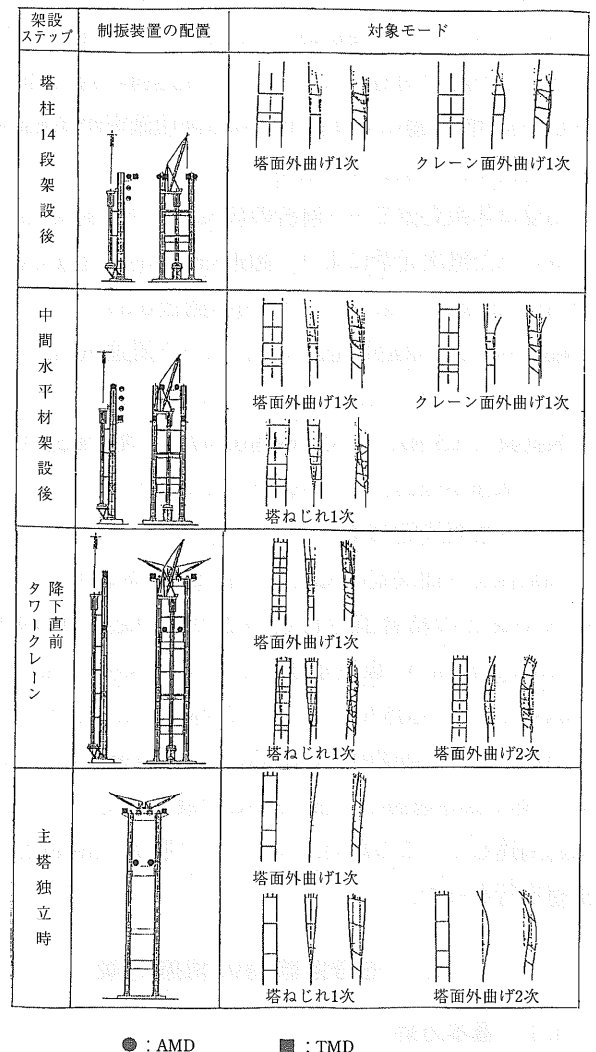 架設
ステップ
制振装置の配置
対象モード
塔柱14段架設後
塔面外曲げ1次
クレーン面外曲げ1次
中間水平材架設後
塔面外曲げ1次
クレーン面外曲げ1次
塔ねじれ1次
タワークレーン
降下直前
塔面外曲げ1次
塔ねじれ1次
塔面外曲げ2次
主塔独立時
塔面外曲げ1次
塔ねじれ1次
塔面外曲げ2次
● : AMD
■ : TMD